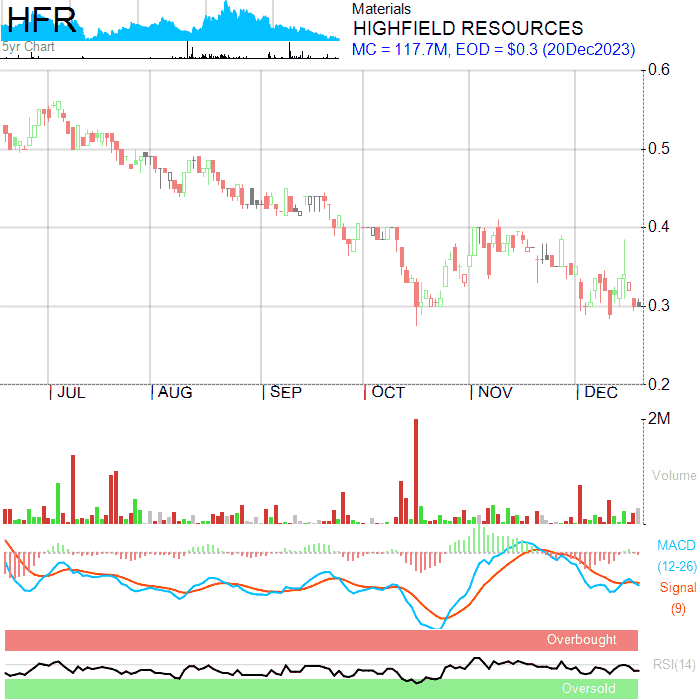 HFR
5yr Chart
Materials
HIGHFIELD RESOURCES
MC = 117.7M, EOD = $0.3 (20Dec2023)
0.6
0.5
0.4
0.3
0.2
JUL AUG SEP OCT NOV DEC
2M
Volume
MACD
(12-26)
Signal
(9)
Overbought
RSI(14)
Oversold